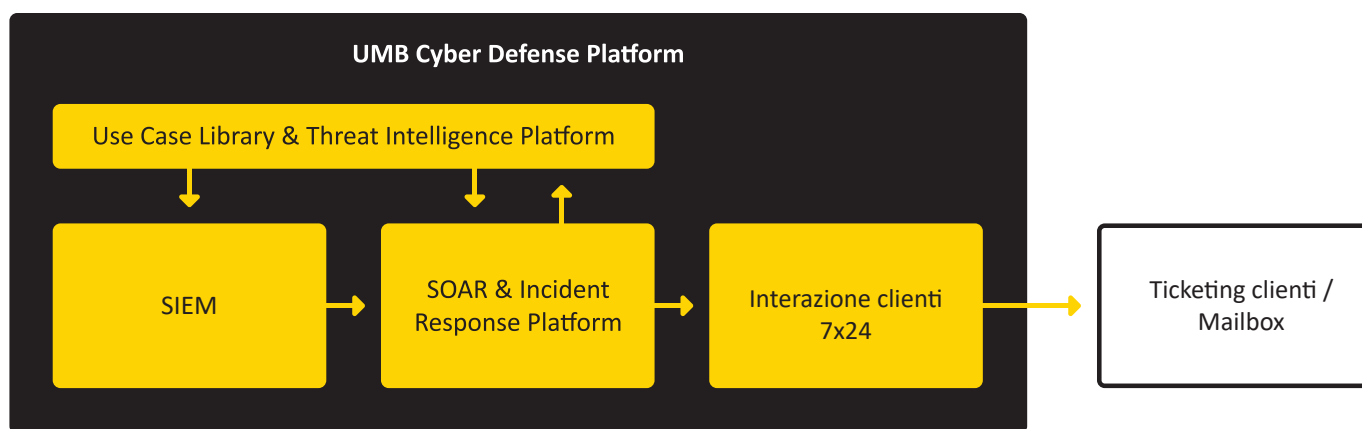 UMB Cyber Defense Platform
Use Case Library & Threat Intelligence Platform
SIEM
SOAR & Incident
Response Platform
Interazione clienti
7x24
Ticketing clienti /
Mailbox